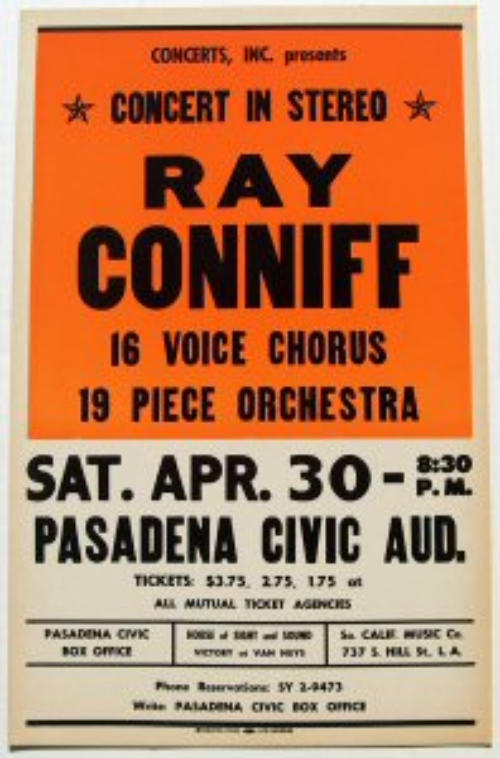 CONCERTS, INC. presents
CONCERT IN STEREO
RAY
CONNIFF
16 VOICE CHORUS
19 PIECE ORCHESTRA
SAT. APR. 30 - 8:30 P.M.
PASADENA CIVIC AUD.
TICKETS: $3.75, 2.75, 1.75 at
ALL MUTUAL TICKET AGENCIES
PASADENA CIVIC
BOX OFFICE
HOUSE of SIGHT and SOUND
VICTORY at VAN NUYS
So. CALIF. MUSIC Co.
737 S. HILL St., L. A.
Phone Reservations: SY 2-9473
Write: PASADENA CIVIC BOX OFFICE